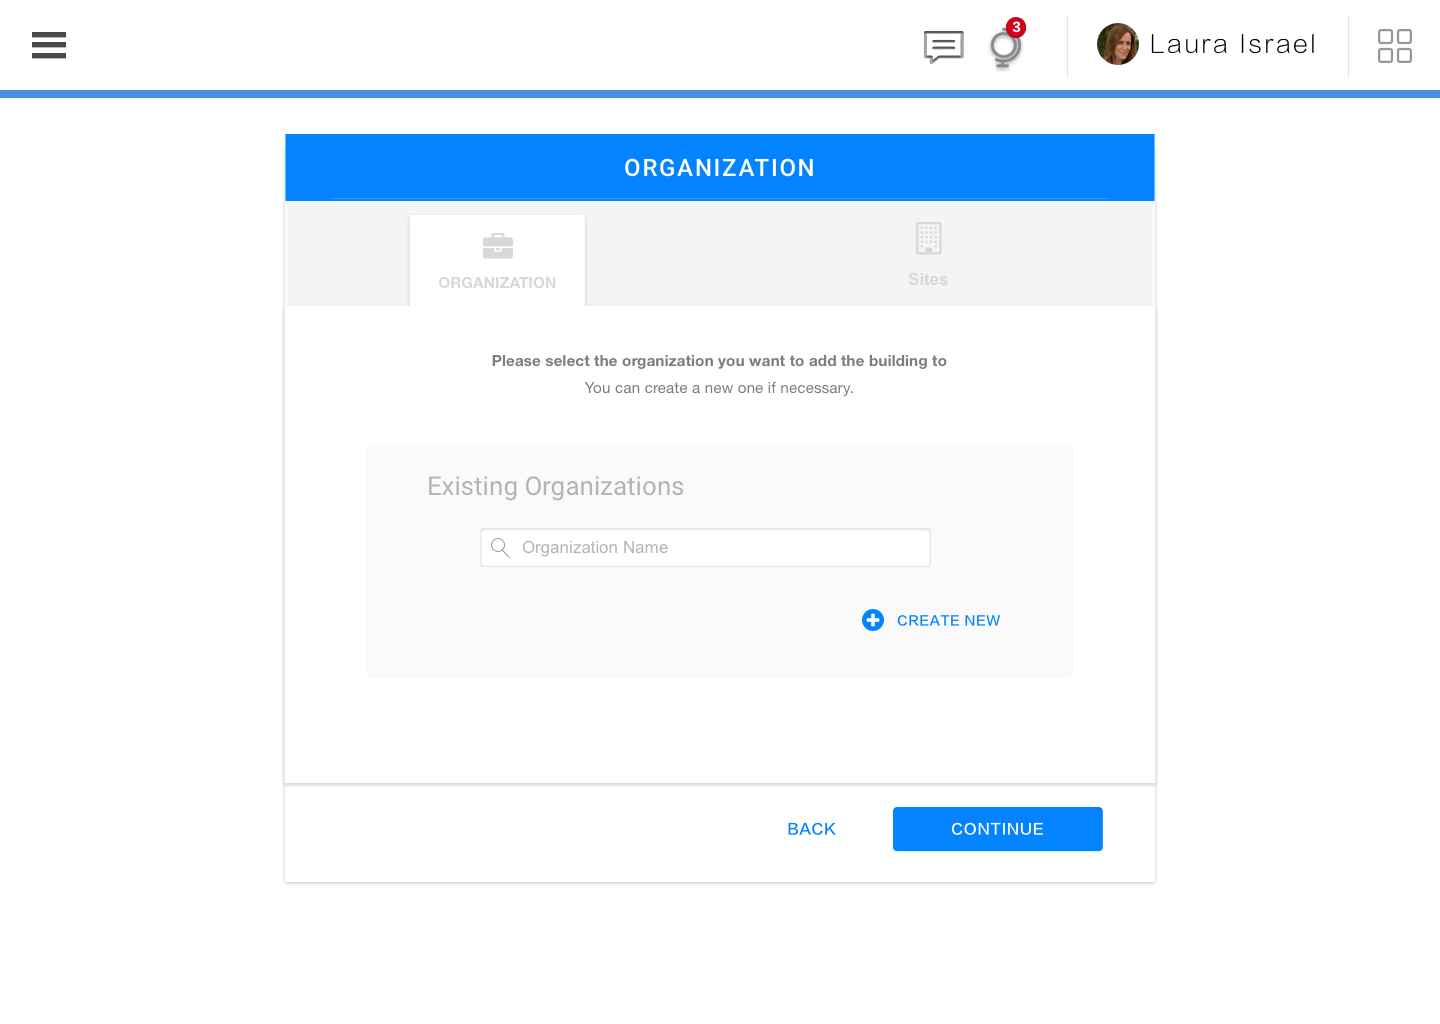 3
Laura Israel
ORGANIZATION
ORGANIZATION
Sites
Please select the organization you want to add the building to
You can create a new one if necessary.
Existing Organizations
Organization Name
CREATE NEW
BACK
CONTINUE